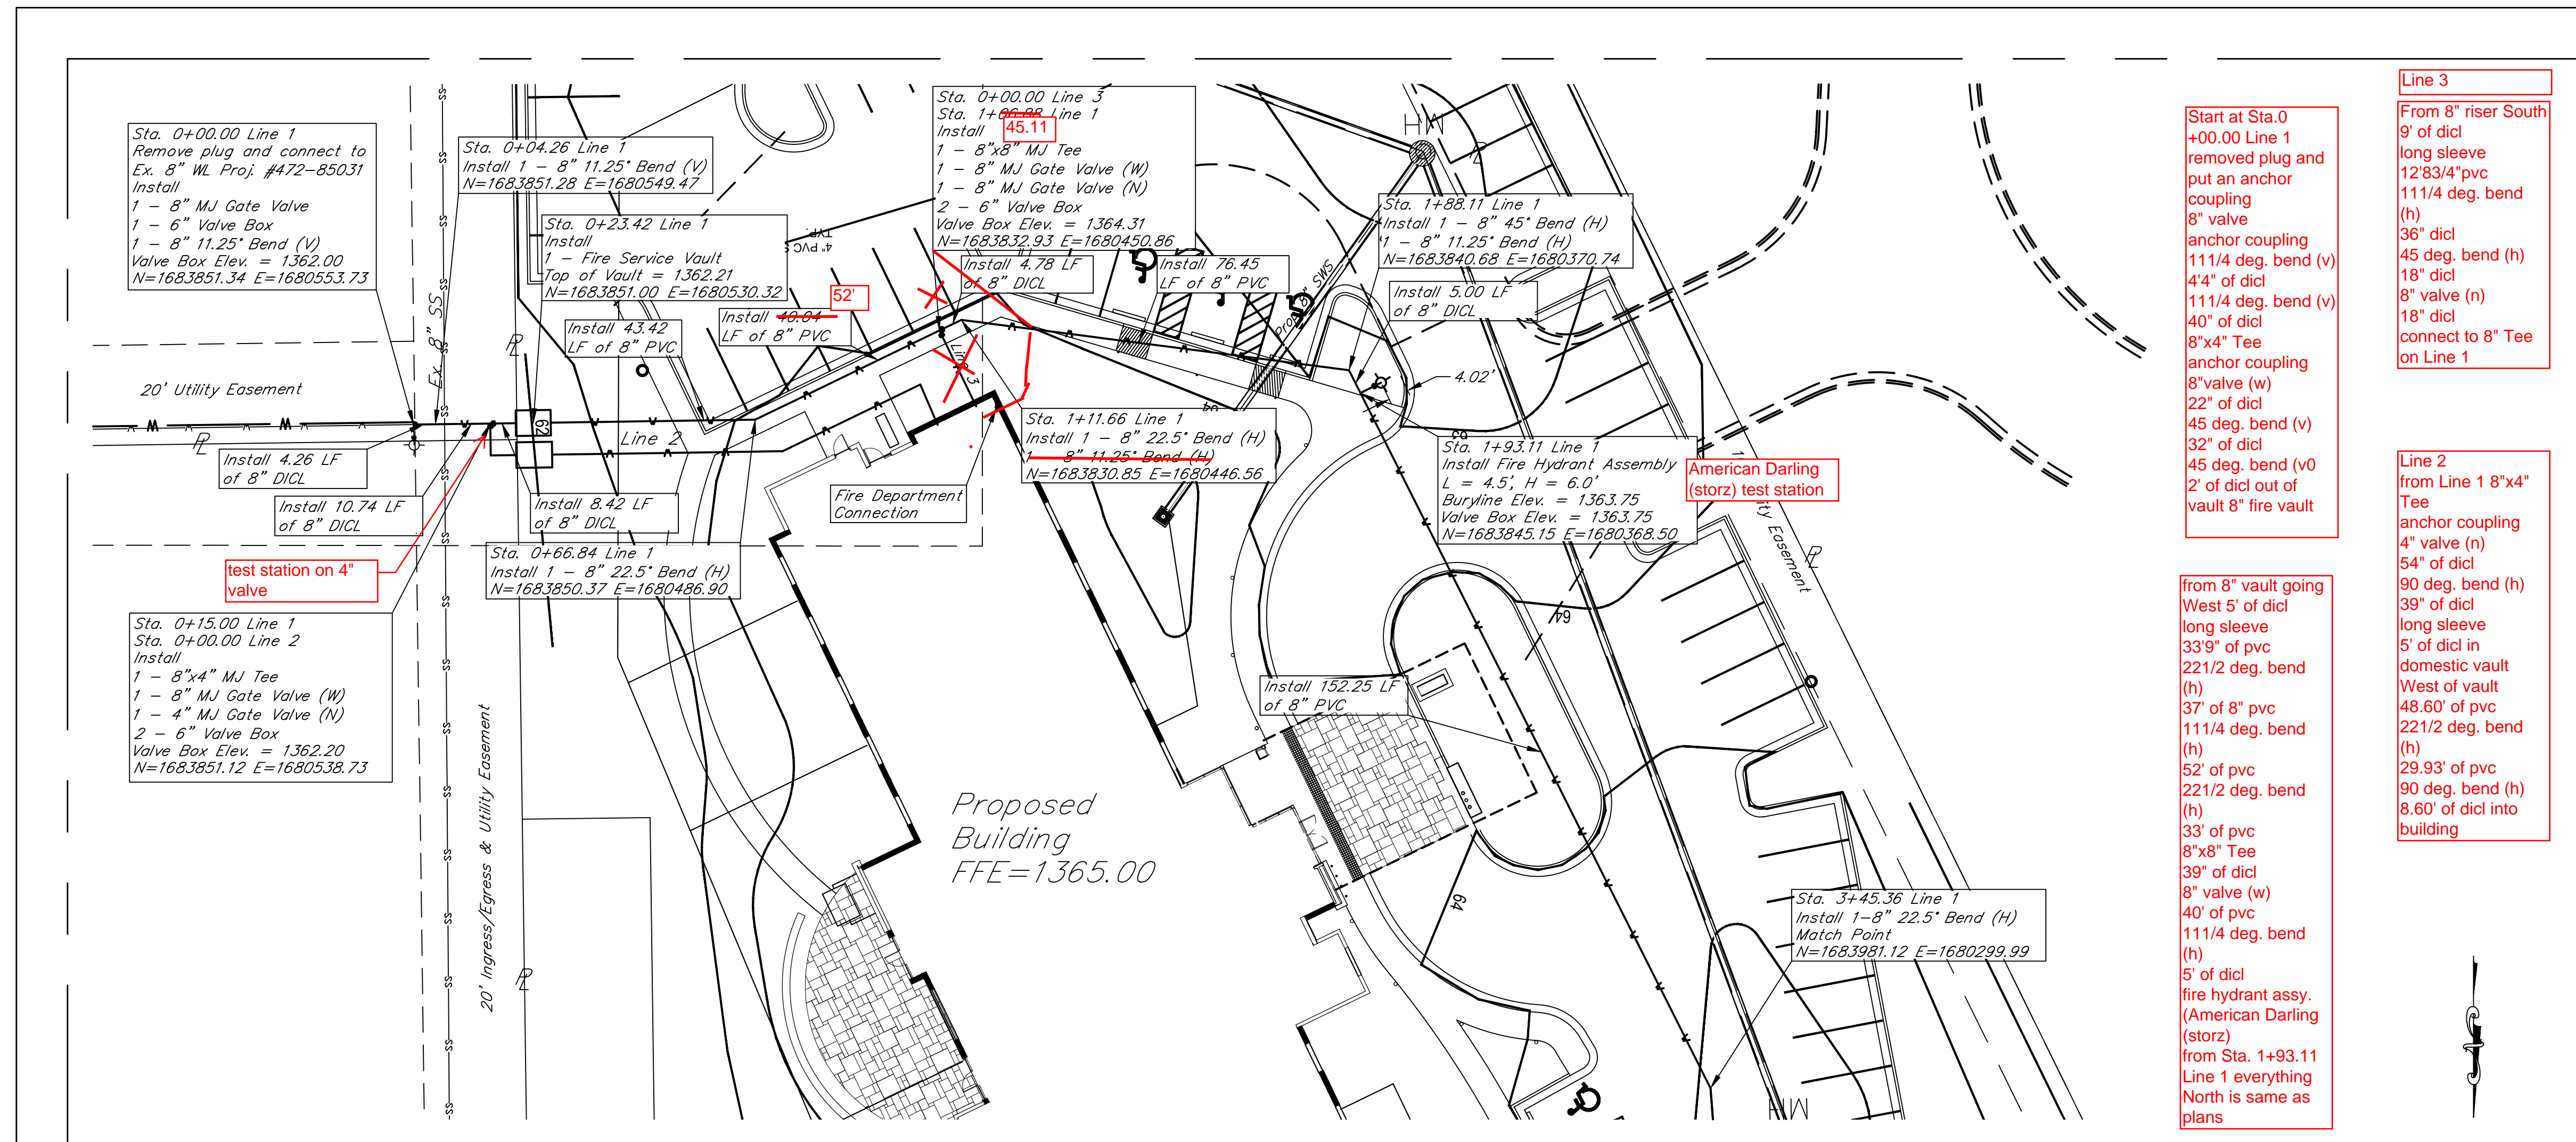 Sta. 0+00.00 Line 1
Remove plug and connect to
Ex. 8" WL Proj. #472-85031
Install
1 - 8" MJ Gate Valve
1 - 6" Valve Box
1 - 8" 11.25° Bend (V)
Valve Box Elev. = 1362.00
N=1683851.34 E=1680553.73
Sta. 0+04.26 Line 1
Install 1 - 8" 11.25° Bend (V)
N=1683851.28 E=1680549.47
Sta. 0+23.42 Line 1
Install
1 - Fire Service Vault
Top of Vault = 1362.21
N=1683851.00 E=1680530.32
Sta. 0+00.00 Line 3
Sta. 1+06.88 Line 1
Install
45.11
1 - 8"x8" MJ Tee
1 - 8" MJ Gate Valve (W)
1 - 8" MJ Gate Valve (N)
2 - 6" Valve Box
Valve Box Elev. = 1364.31
N=1683832.93 E=1680450.86
4" PVC
TYP.
Install 4.78 LF
of 8" DICL
Install 76.45
LF of 8" PVC
Sta. 1+88.11 Line 1
Install 1 - 8" 45° Bend (H)
1 - 8" 11.25° Bend (H)
N=1683840.68 E=1680370.74
Install 5.00 LF
of 8" DICL
MH
52'
Install 40.04
LF of 8" PVC
Install 43.42
LF of 8" PVC
Ex. 8" SS
20' Utility Easement
62
Line 2
Line 3
4.02'
Install 4.26 LF
of 8" DICL
Install 10.74 LF
of 8" DICL
Install 8.42 LF
of 8" DICL
Fire Department
Connection
Sta. 1+11.66 Line 1
Install 1 - 8" 22.5° Bend (H)
1 - 8" 11.25° Bend (H)
N=1683830.85 E=1680446.56
Sta. 1+93.11 Line 1
Install Fire Hydrant Assembly
L = 4.5', H = 6.0'
Buryline Elev. = 1363.75
Valve Box Elev. = 1363.75
N=1683845.15 E=1680368.50
American Darling
(storz) test station
Sta. 0+66.84 Line 1
Install 1 - 8" 22.5° Bend (H)
N=1683850.37 E=1680486.90
test station on 4"
valve
Sta. 0+15.00 Line 1
Sta. 0+00.00 Line 2
Install
1 - 8"x4" MJ Tee
1 - 8" MJ Gate Valve (W)
1 - 4" MJ Gate Valve (N)
2 - 6" Valve Box
Valve Box Elev. = 1362.20
N=1683851.12 E=1680538.73
20' Ingress/Egress & Utility Easement
Install 152.25 LF
of 8" PVC
64
64
Proposed
Building
FFE=1365.00
Sta. 3+45.36 Line 1
Install 1-8" 22.5° Bend (H)
Match Point
N=1683981.12 E=1680299.99
MH
Start at Sta.0
+00.00 Line 1
removed plug and
put an anchor
coupling
8" valve
anchor coupling
111/4 deg. bend (v)
4'4" of dicl
111/4 deg. bend (v)
40" of dicl
8"x4" Tee
anchor coupling
8"valve (w)
22" of dicl
45 deg. bend (v)
32" of dicl
45 deg. bend (v0
2' of dicl out of
vault 8" fire vault
from 8" vault going
West 5' of dicl
long sleeve
33'9" of pvc
221/2 deg. bend
(h)
37' of 8" pvc
111/4 deg. bend
(h)
52' of pvc
221/2 deg. bend
(h)
33' of pvc
8"x8" Tee
39" of dicl
8" valve (w)
40' of pvc
111/4 deg. bend
(h)
5' of dicl
fire hydrant assy.
(American Darling
(storz)
from Sta. 1+93.11
Line 1 everything
North is same as
plans
Line 3
From 8" riser South
9' of dicl
long sleeve
12'83/4"pvc
111/4 deg. bend
(h)
36" dicl
45 deg. bend (h)
18" dicl
8" valve (n)
18" dicl
connect to 8" Tee
on Line 1
Line 2
from Line 1 8"x4"
Tee
anchor coupling
4" valve (n)
54" of dicl
90 deg. bend (h)
39" of dicl
long sleeve
5' of dicl in
domestic vault
West of vault
48.60' of pvc
221/2 deg. bend
(h)
29.93' of pvc
90 deg. bend (h)
8.60' of dicl into
building